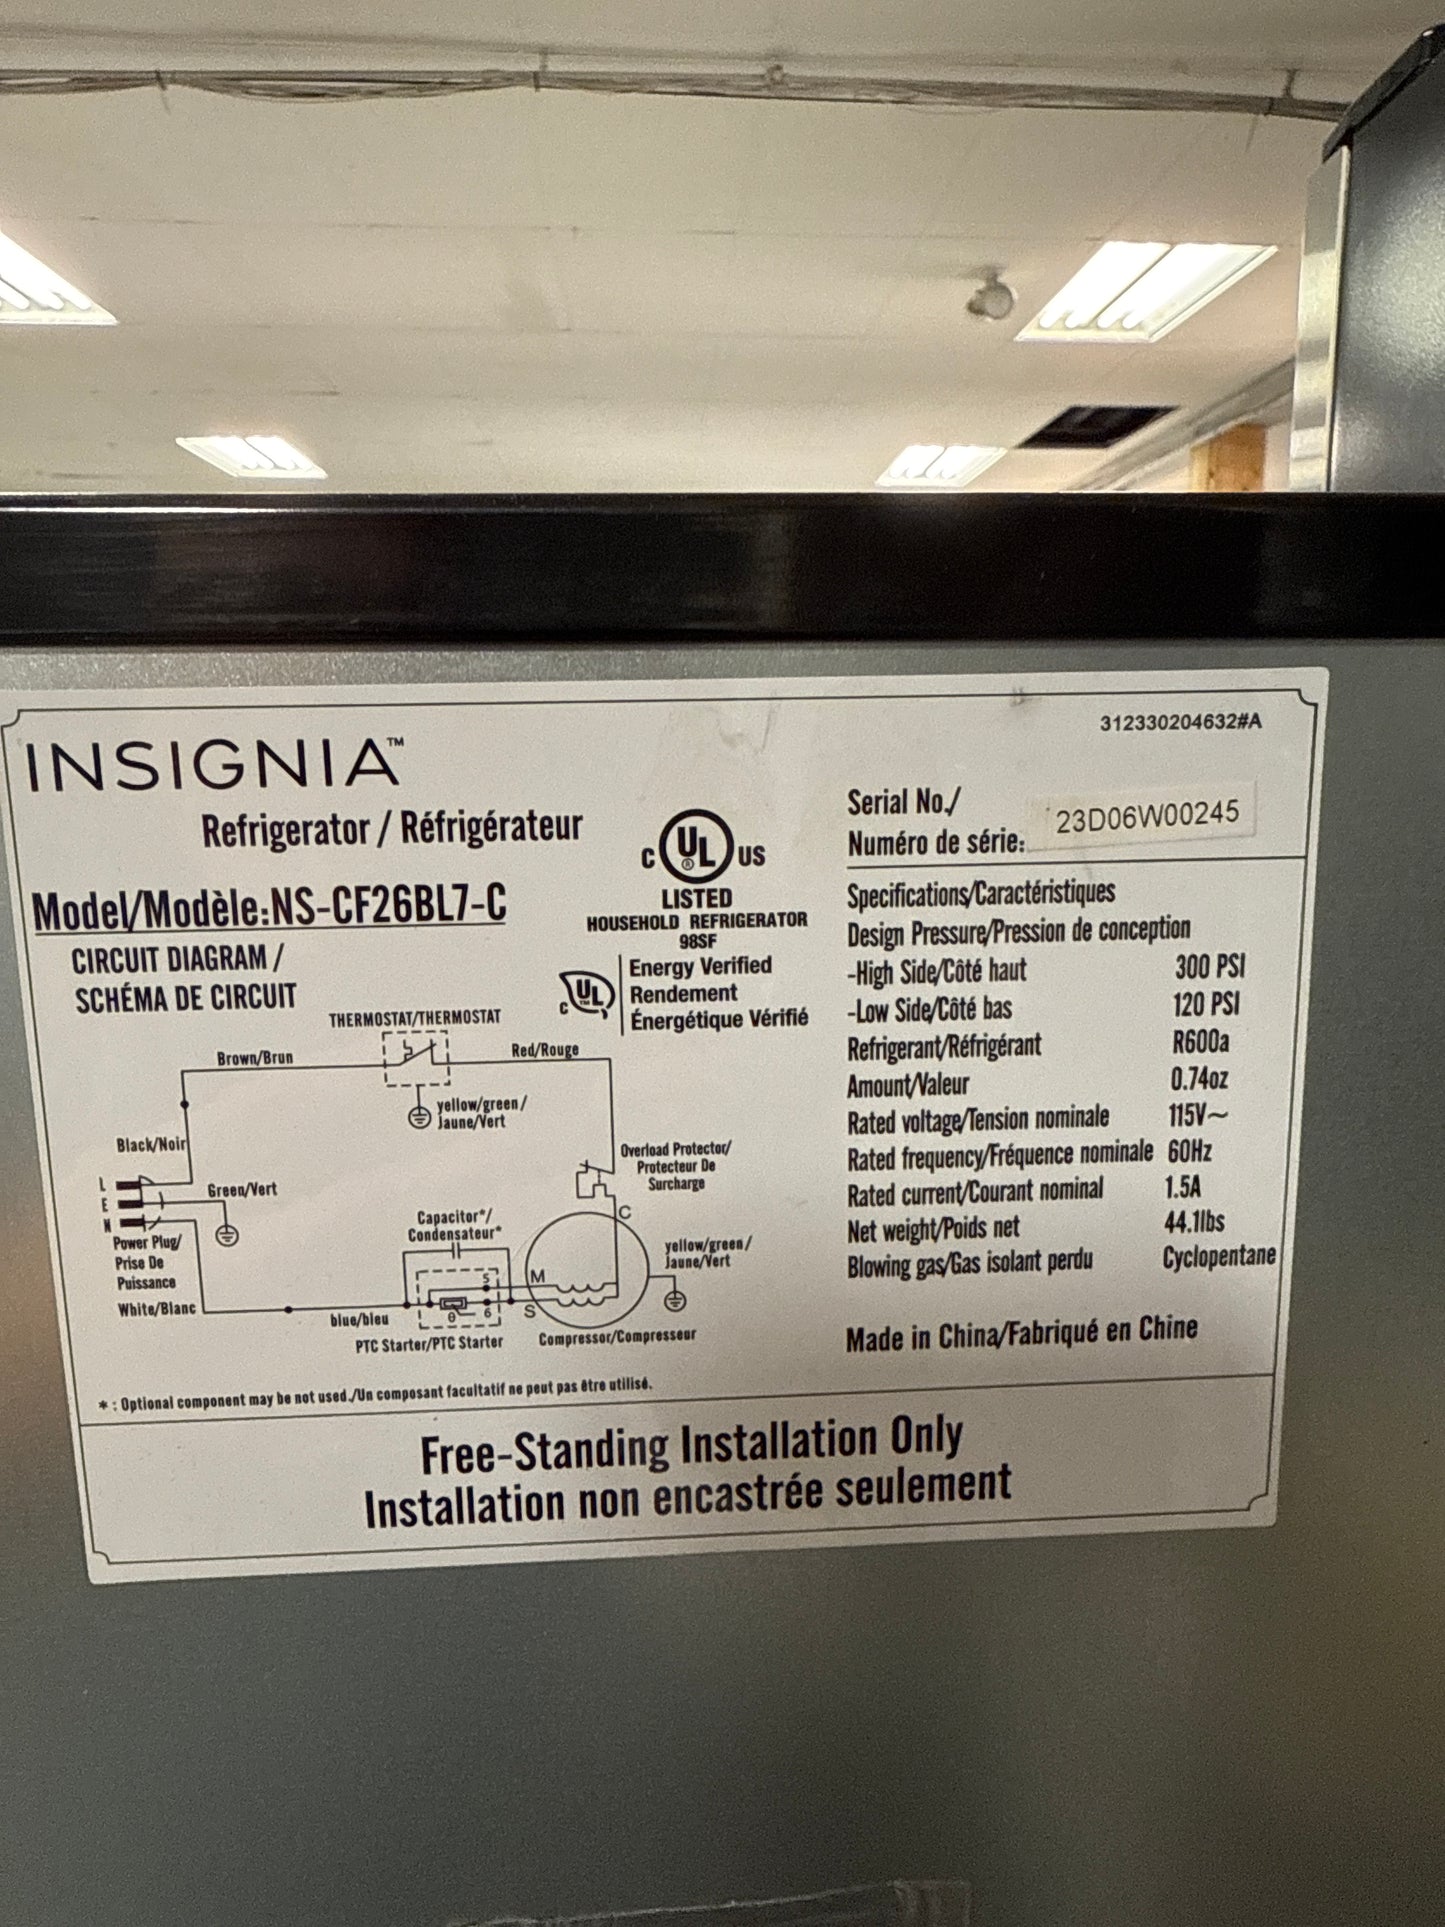 312330204632#A
INSIGNIA™
Refrigerator / Réfrigérateur
Model/Modèle:NS-CF26BL7-C
CIRCUIT DIAGRAM /
SCHÉMA DE CIRCUIT
C UL ® US
LISTED
HOUSEHOLD REFRIGERATOR
98SF
C UL
Energy Verified
Rendement
Énergétique Vérifié
THERMOSTAT/THERMOSTAT
Brown/Brun
Red/Rouge
yellow/green/
Jaune/Vert
Black/Noir
L
E
N
Green/Vert
Power Plug/
Prise De
Puissance
White/Blanc
Overload Protector/
Protecteur De
Surcharge
C
Capacitor*/
Condensateur*
yellow/green/
Jaune/Vert
5
M
6
S
θ
blue/bleu
PTC Starter/PTC Starter
Compressor/Compresseur
* : Optional component may be not used./Un composant facultatif ne peut pas être utilisé.
Serial No./
Numéro de série: 23D06W00245
Specifications/Caractéristiques
Design Pressure/Pression de conception
-High Side/Côté haut 300 PSI
-Low Side/Côté bas 120 PSI
Refrigerant/Réfrigérant R600a
Amount/Valeur 0.74oz
Rated voltage/Tension nominale 115V~
Rated frequency/Fréquence nominale 60Hz
Rated current/Courant nominal 1.5A
Net weight/Poids net 44.1lbs
Blowing gas/Gas isolant perdu Cyclopentane
Made in China/Fabriqué en Chine
Free-Standing Installation Only
Installation non encastrée seulement